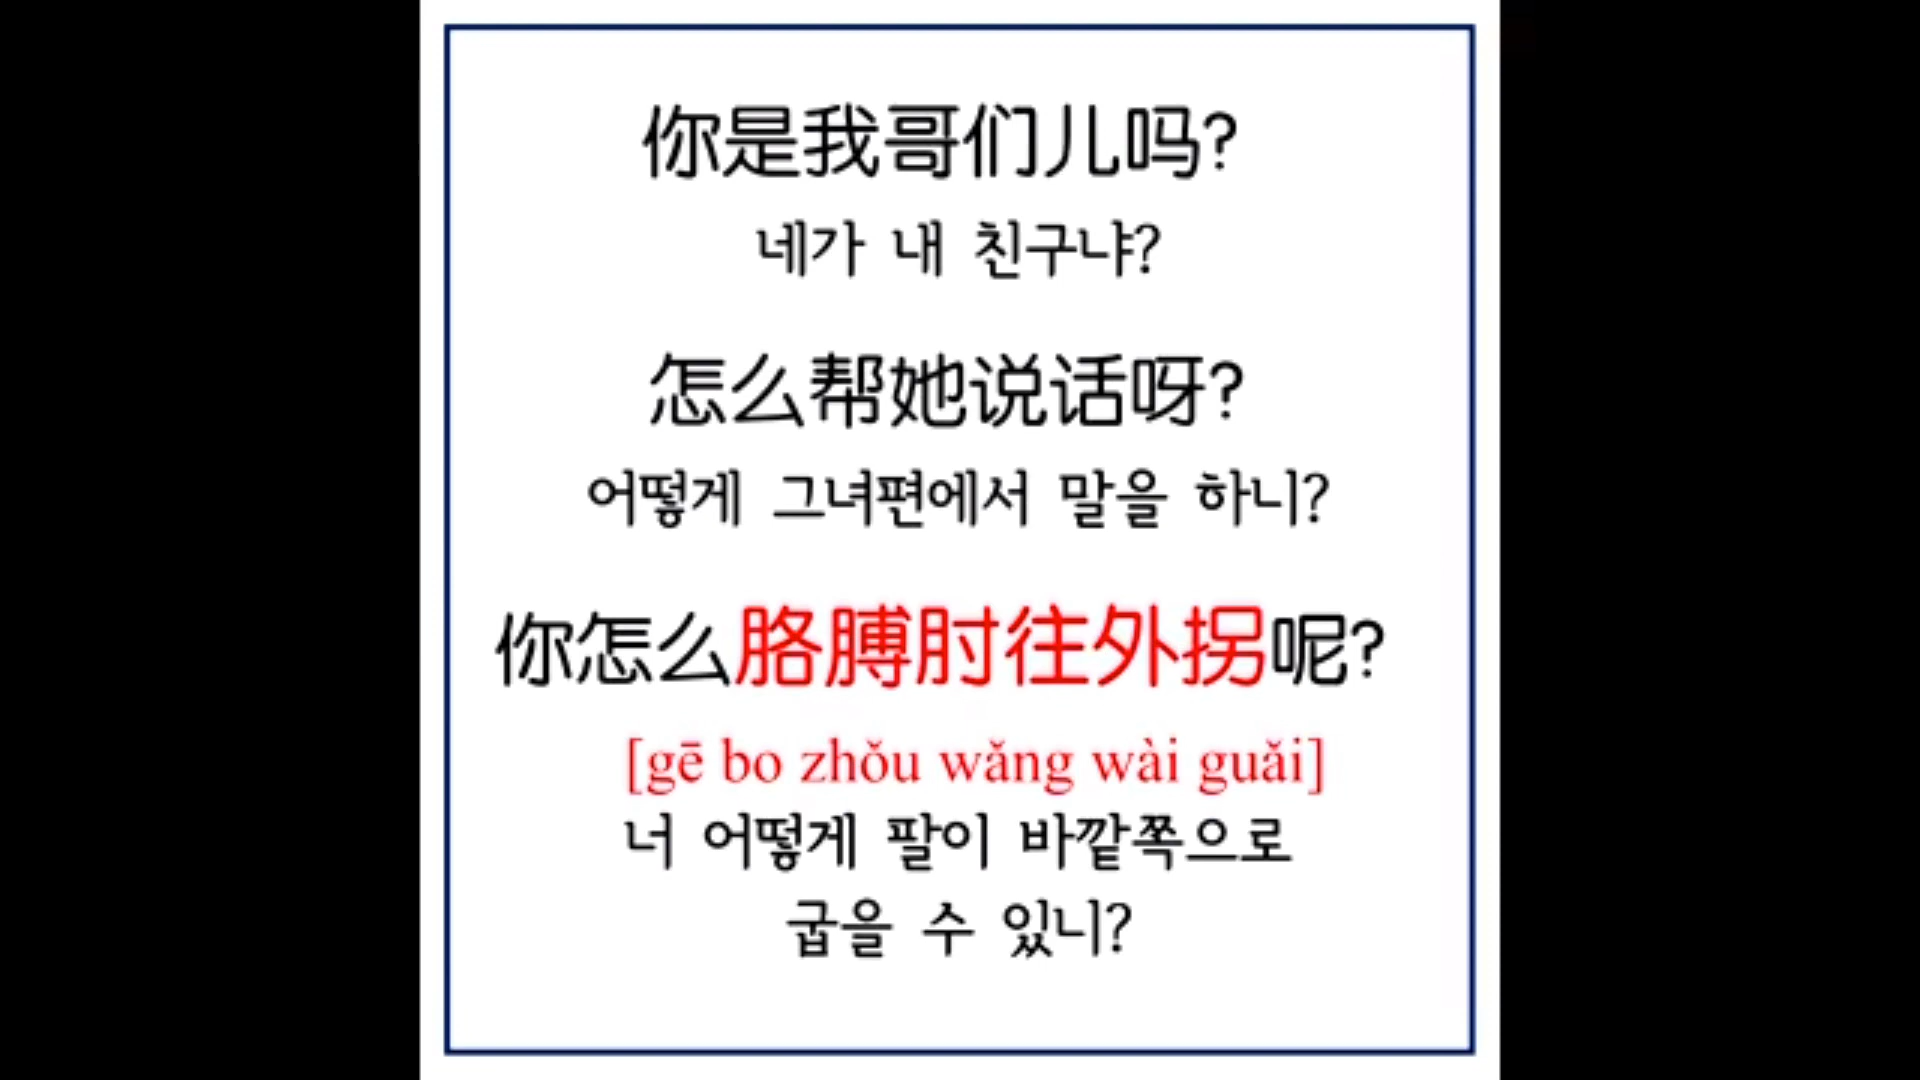 你是我哥们儿吗?
네가 내 친구냐?
怎么帮她说话呀?
어떻게 그녀편에서 말을 하니?
你怎么胳膊肘往外拐呢?
[gē bo zhǒu wǎng wài guǎi]
너 어떻게 팔이 바깥쪽으로
굽을 수 있니?